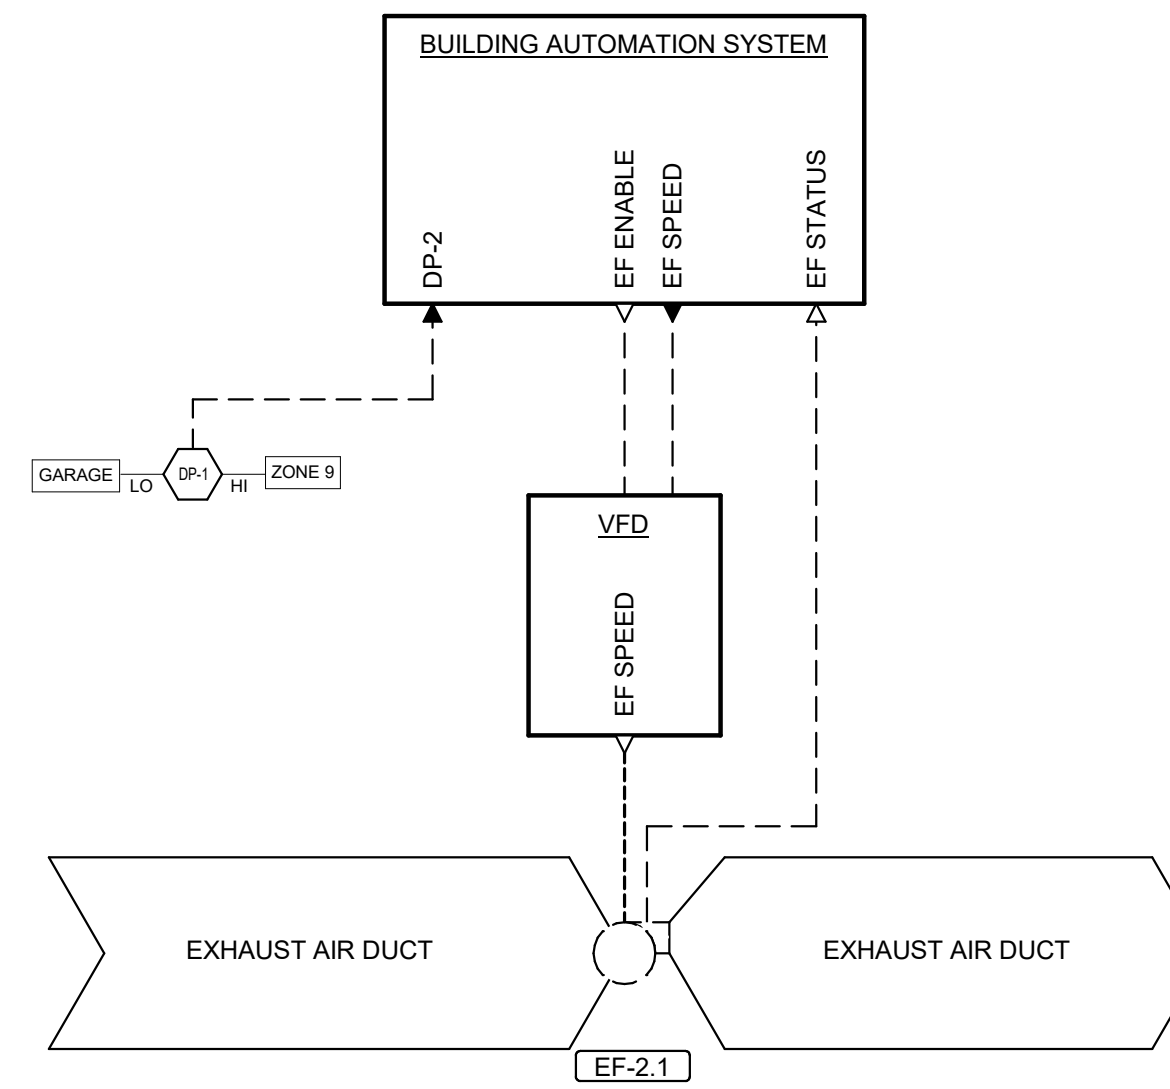 BUILDING AUTOMATION SYSTEM
DP-2
EF ENABLE
EF SPEED
EF STATUS
GARAGE
LO
DP-1
HI
ZONE 9
VFD
EF SPEED
EXHAUST AIR DUCT
EXHAUST AIR DUCT
EF-2.1